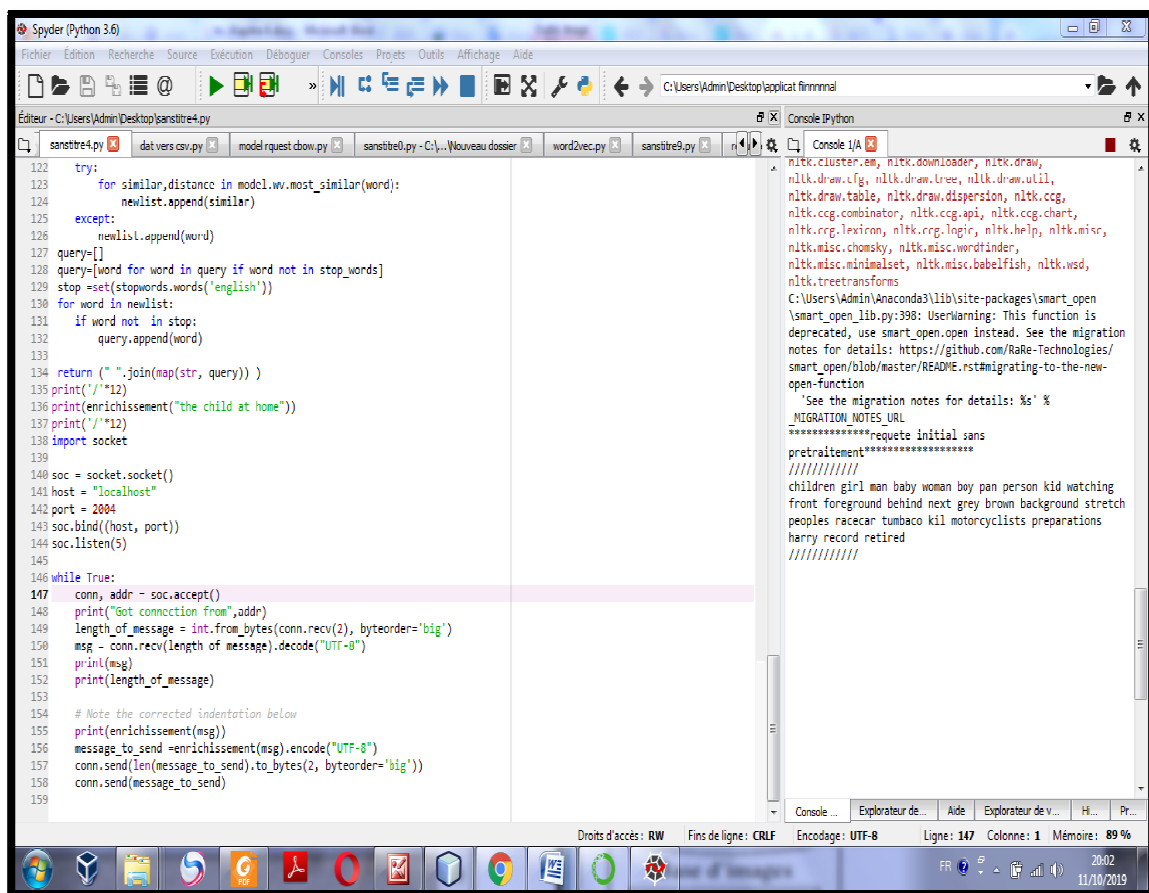 Spyder (Python 3.6)
Fichier Édition Recherche Source Exécution Déboguer Consoles Projets Outils Affichage Aide
C:\Users\Admin\Desktop\applicat fiinnnnal
Éditeur - C:\Users\Admin\Desktop\sanstitre4.py
sanstitre4.py dat vers csv.py model rquest cbow.py sanstitre0.py - C:\...\Nouveau dossier word2vec.py sanstitre9.py
122 try:
123 for similar,distance in model.wv.most_similar(word):
124 newlist.append(similar)
125 except:
126 newlist.append(word)
127 query=[]
128 query=[word for word in query if word not in stop_words]
129 stop =set(stopwords.words('english'))
130 for word in newlist:
131 if word not in stop:
132 query.append(word)
133
134 return (" ".join(map(str, query)) )
135 print('/'*12)
136 print(enrichissement("the child at home"))
137 print('/'*12)
138 import socket
139
140 soc = socket.socket()
141 host = "localhost"
142 port = 2004
143 soc.bind((host, port))
144 soc.listen(5)
145
146 while True:
147 conn, addr = soc.accept()
148 print("Got connection from",addr)
149 length_of_message = int.from_bytes(conn.recv(2), byteorder='big')
150 msg = conn.recv(length_of_message).decode("UTF-8")
151 print(msg)
152 print(length_of_message)
153
154 # Note the corrected indentation below
155 print(enrichissement(msg))
156 message_to_send =enrichissement(msg).encode("UTF-8")
157 conn.send(len(message_to_send).to_bytes(2, byteorder='big'))
158 conn.send(message_to_send)
159
Console IPython
Console 1/A
nltk.cluster.em, nltk.downloader, nltk.draw,
nltk.draw.cfg, nltk.draw.tree, nltk.draw.util,
nltk.draw.table, nltk.draw.dispersion, nltk.ccg,
nltk.ccg.combinator, nltk.ccg.api, nltk.ccg.chart,
nltk.ccg.lexicon, nltk.ccg.logic, nltk.help, nltk.misc,
nltk.misc.chomsky, nltk.misc.wordfinder,
nltk.misc.minimalset, nltk.misc.babelfish, nltk.wsd,
nltk.treetransforms
C:\Users\Admin\Anaconda3\lib\site-packages\smart_open
\smart_open_lib.py:398: UserWarning: This function is
deprecated, use smart_open.open instead. See the migration
notes for details: https://github.com/RaRe-Technologies/
smart_open/blob/master/README.rst#migrating-to-the-new-
open-function
'See the migration notes for details: %s' %
_MIGRATION_NOTES_URL
**************requete initial sans
pretraitement*******************
////////////
children girl man baby woman boy pan person kid watching
front foreground behind next grey brown background stretch
peoples racecar tumbaco kil motorcyclists preparations
harry record retired
////////////
Console ... Explorateur de... Aide Explorateur de v... Hi... Pr...
Droits d'accès: RW Fins de ligne: CRLF Encodage: UTF-8 Ligne: 147 Colonne: 1 Mémoire: 89 %
FR 20:02
11/10/2019